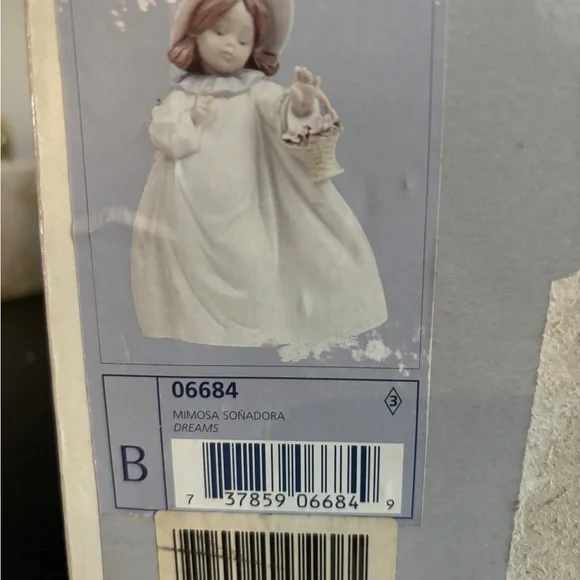 06684
3
MIMOSA SOÑADORA
DREAMS
B
7 37859 06684 9